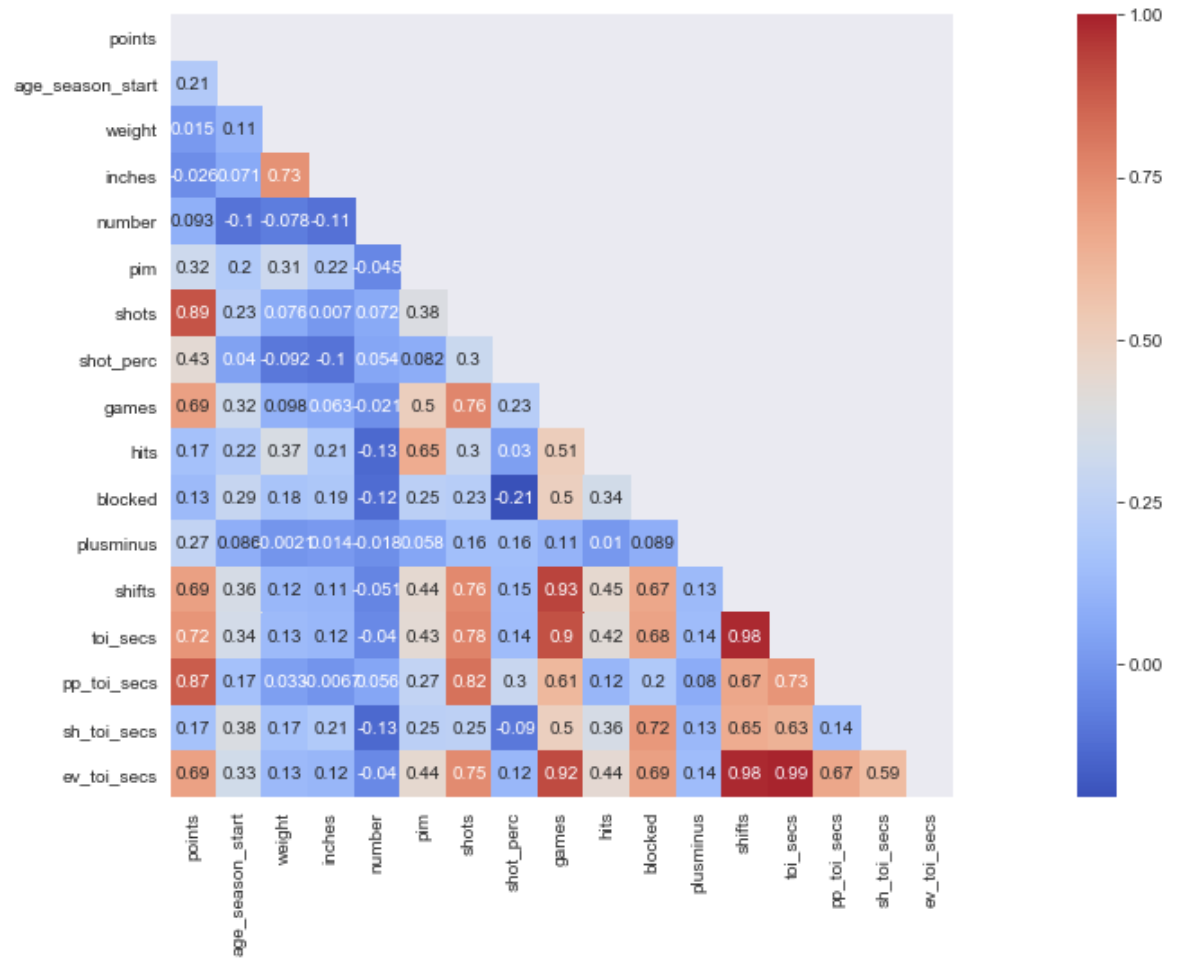 1.00
points
age_season_start 0.21
weight 0.015 0.11
inches -0.026 0.071 0.73
0.75
number 0.093 -0.1 -0.078 -0.11
pim 0.32 0.2 0.31 0.22 -0.045
shots 0.89 0.23 0.076 0.007 0.072 0.38
0.50
shot_perc 0.43 0.04 -0.092 -0.1 0.054 0.082 0.3
games 0.69 0.32 0.098 0.063 -0.021 0.5 0.76 0.23
hits 0.17 0.22 0.37 0.21 -0.13 0.65 0.3 0.03 0.51
blocked 0.13 0.29 0.18 0.19 -0.12 0.25 0.23 -0.21 0.5 0.34
0.25
plusminus 0.27 0.086 0.0021 0.014 -0.018 0.058 0.16 0.16 0.11 0.01 0.089
shifts 0.69 0.36 0.12 0.11 -0.051 0.44 0.76 0.15 0.93 0.45 0.67 0.13
toi_secs 0.72 0.34 0.13 0.12 -0.04 0.43 0.78 0.14 0.9 0.42 0.68 0.14 0.98
0.00
pp_toi_secs 0.87 0.17 0.033 -0.0067 0.056 0.27 0.82 0.3 0.61 0.12 0.2 0.08 0.67 0.73
sh_toi_secs 0.17 0.38 0.17 0.21 -0.13 0.25 0.25 -0.09 0.5 0.36 0.72 0.13 0.65 0.63 0.14
ev_toi_secs 0.69 0.33 0.13 0.12 -0.04 0.44 0.75 0.12 0.92 0.44 0.69 0.14 0.98 0.99 0.67 0.59
points
age_season_start
weight
inches
number
pim
shots
shot_perc
games
hits
blocked
plusminus
shifts
toi_secs
pp_toi_secs
sh_toi_secs
ev_toi_secs